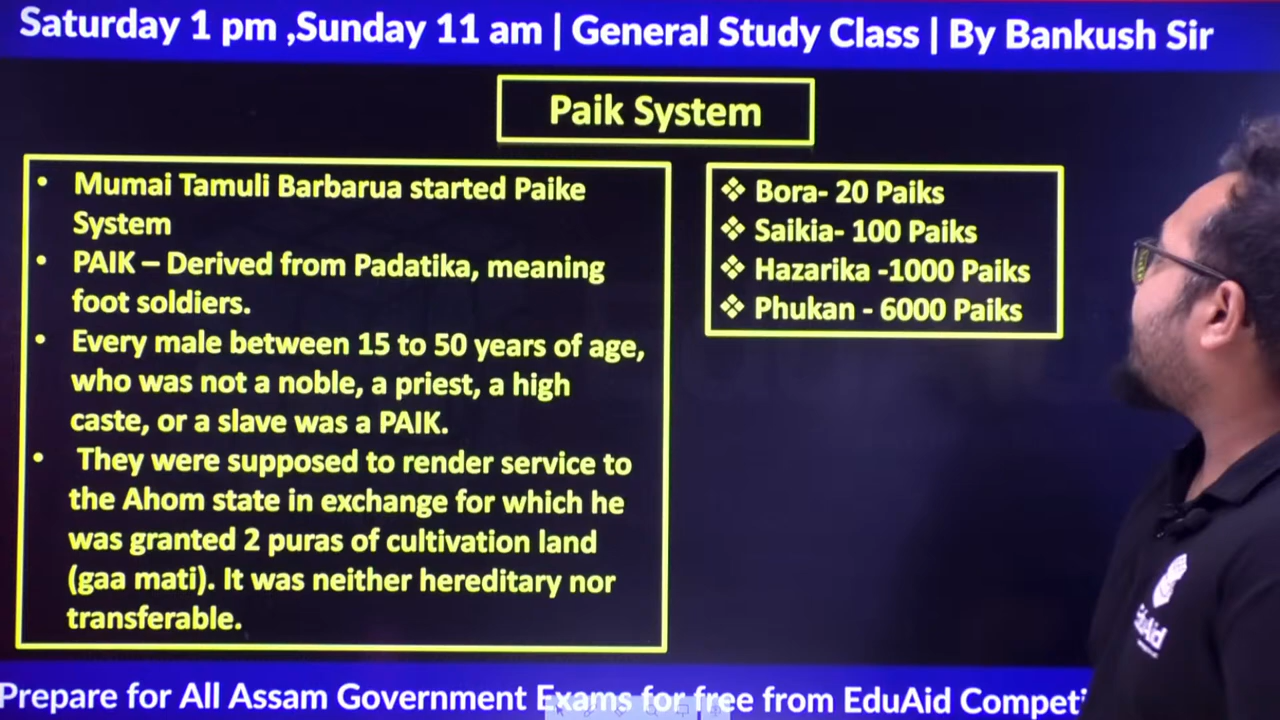 Saturday 1 pm ,Sunday 11 am | General Study Class | By Bankush Sir
Paik System
• Mumai Tamuli Barbarua started Paike
System
• PAIK – Derived from Padatika, meaning
foot soldiers.
• Every male between 15 to 50 years of age,
who was not a noble, a priest, a high
caste, or a slave was a PAIK.
• They were supposed to render service to
the Ahom state in exchange for which he
was granted 2 puras of cultivation land
(gaa mati). It was neither hereditary nor
transferable.
❖ Bora- 20 Paiks
❖ Saikia- 100 Paiks
❖ Hazarika -1000 Paiks
❖ Phukan - 6000 Paiks
EduAid
Prepare for All Assam Government Exams for free from EduAid Competi